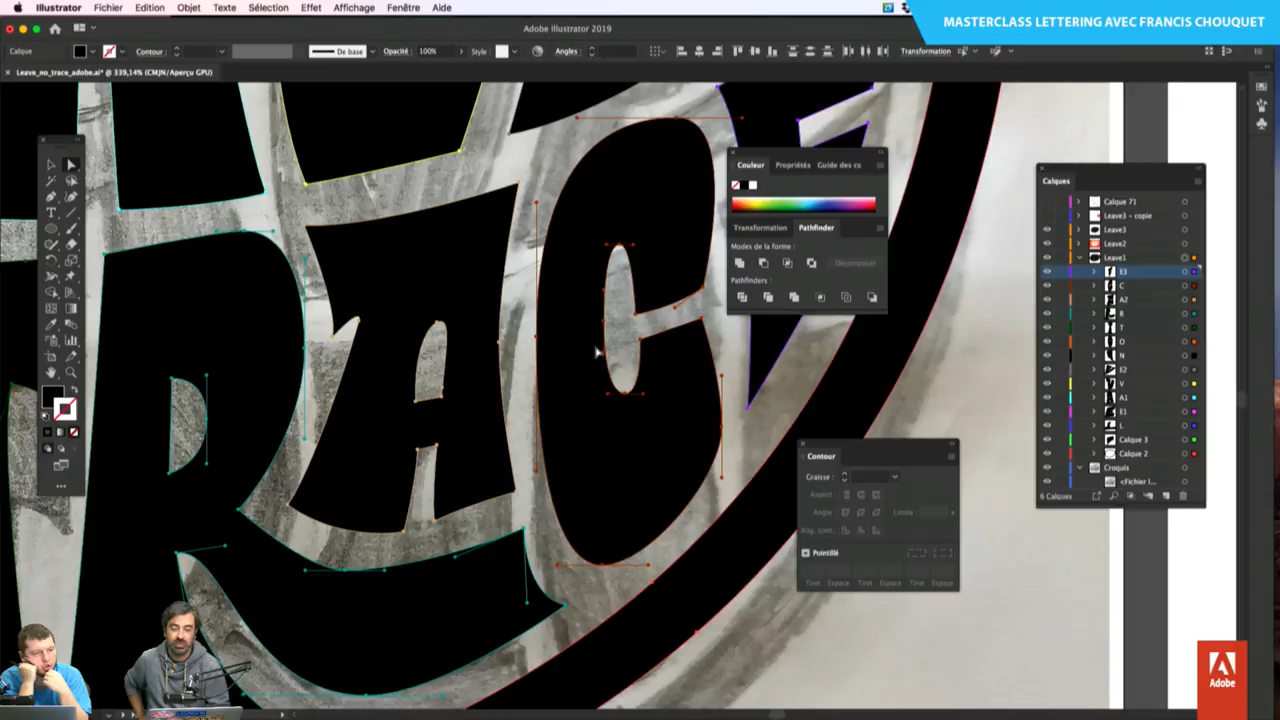 Illustrator Fichier Edition Objet Texte Sélection Effet Affichage Fenêtre Aide
MASTERCLASS LETTERING AVEC FRANCIS CHOUQUET
Adobe Illustrator 2019
Calque Contour : De base Opacité : 100% Style : Angles : Transformation
Leave_no_trace_adobe.ai* @ 339,14% (CMJN/Aperçu GPU)
RAC
Couleur Propriétés Guide des cc
Transformation Pathfinder
Modes de la forme :
Décomposer
Pathfinders :
Calques
Calque 71
Leave3 - copie
Leave3
Leave2
Leave1
E3
C
A2
R
T
O
N
E2
V
A1
E1
L
Calque 3
Calque 2
Croquis
<Fichier l...
6 Calques
Contour
Graisse :
Aspect :
Angle : Limite : x
Alig. cont. :
Pointillé
Tiret Espace Tiret Espace Tiret Espace
Adobe